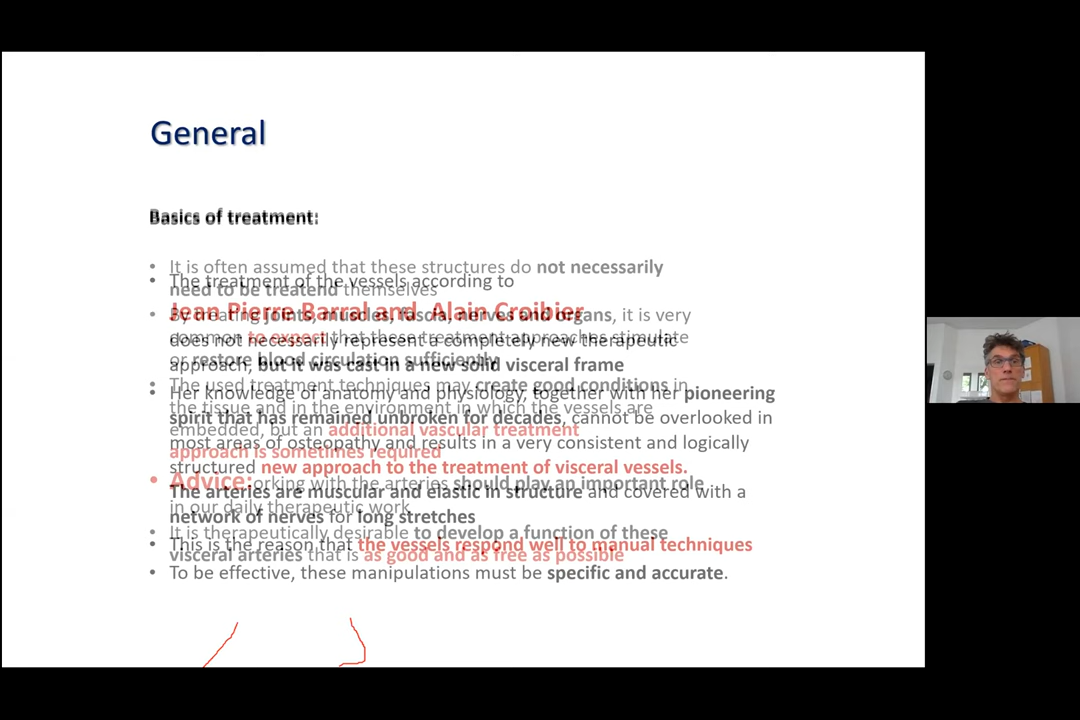 General
Basics of treatment:
• It is often assumed that these structures do not necessarily
need to be treatend themselves
• By creating joints, muscles, fascia, nerves and organs, it is very
common to expect that these treatment approaches stimulate
or restore blood circulation sufficiently
• The used treatment techniques may create good conditions in
the tissue and in the environment in which the vessels are
embedded, but an additional vascular treatment
approach is sometimes required
• Advice: orking with the arteries should play an important role
in our daily therapeutic work
• It is therapeutically desirable to develop a function of these
visceral arteries that is as good and as free as possible
• The treatment of the vessels according to
Jean Pierre Barral and Alain Croibier
does not necessarily represent a completely new therapeutic
approach, but it was cast in a new solid visceral frame
• Her knowledge of anatomy and physiology, together with her pioneering
spirit that has remained unbroken for decades, cannot be overlooked in
most areas of osteopathy and results in a very consistent and logically
structured new approach to the treatment of visceral vessels.
The arteries are muscular and elastic in structure and covered with a
network of nerves for long stretches
• This is the reason that the vessels respond well to manual techniques
• To be effective, these manipulations must be specific and accurate.